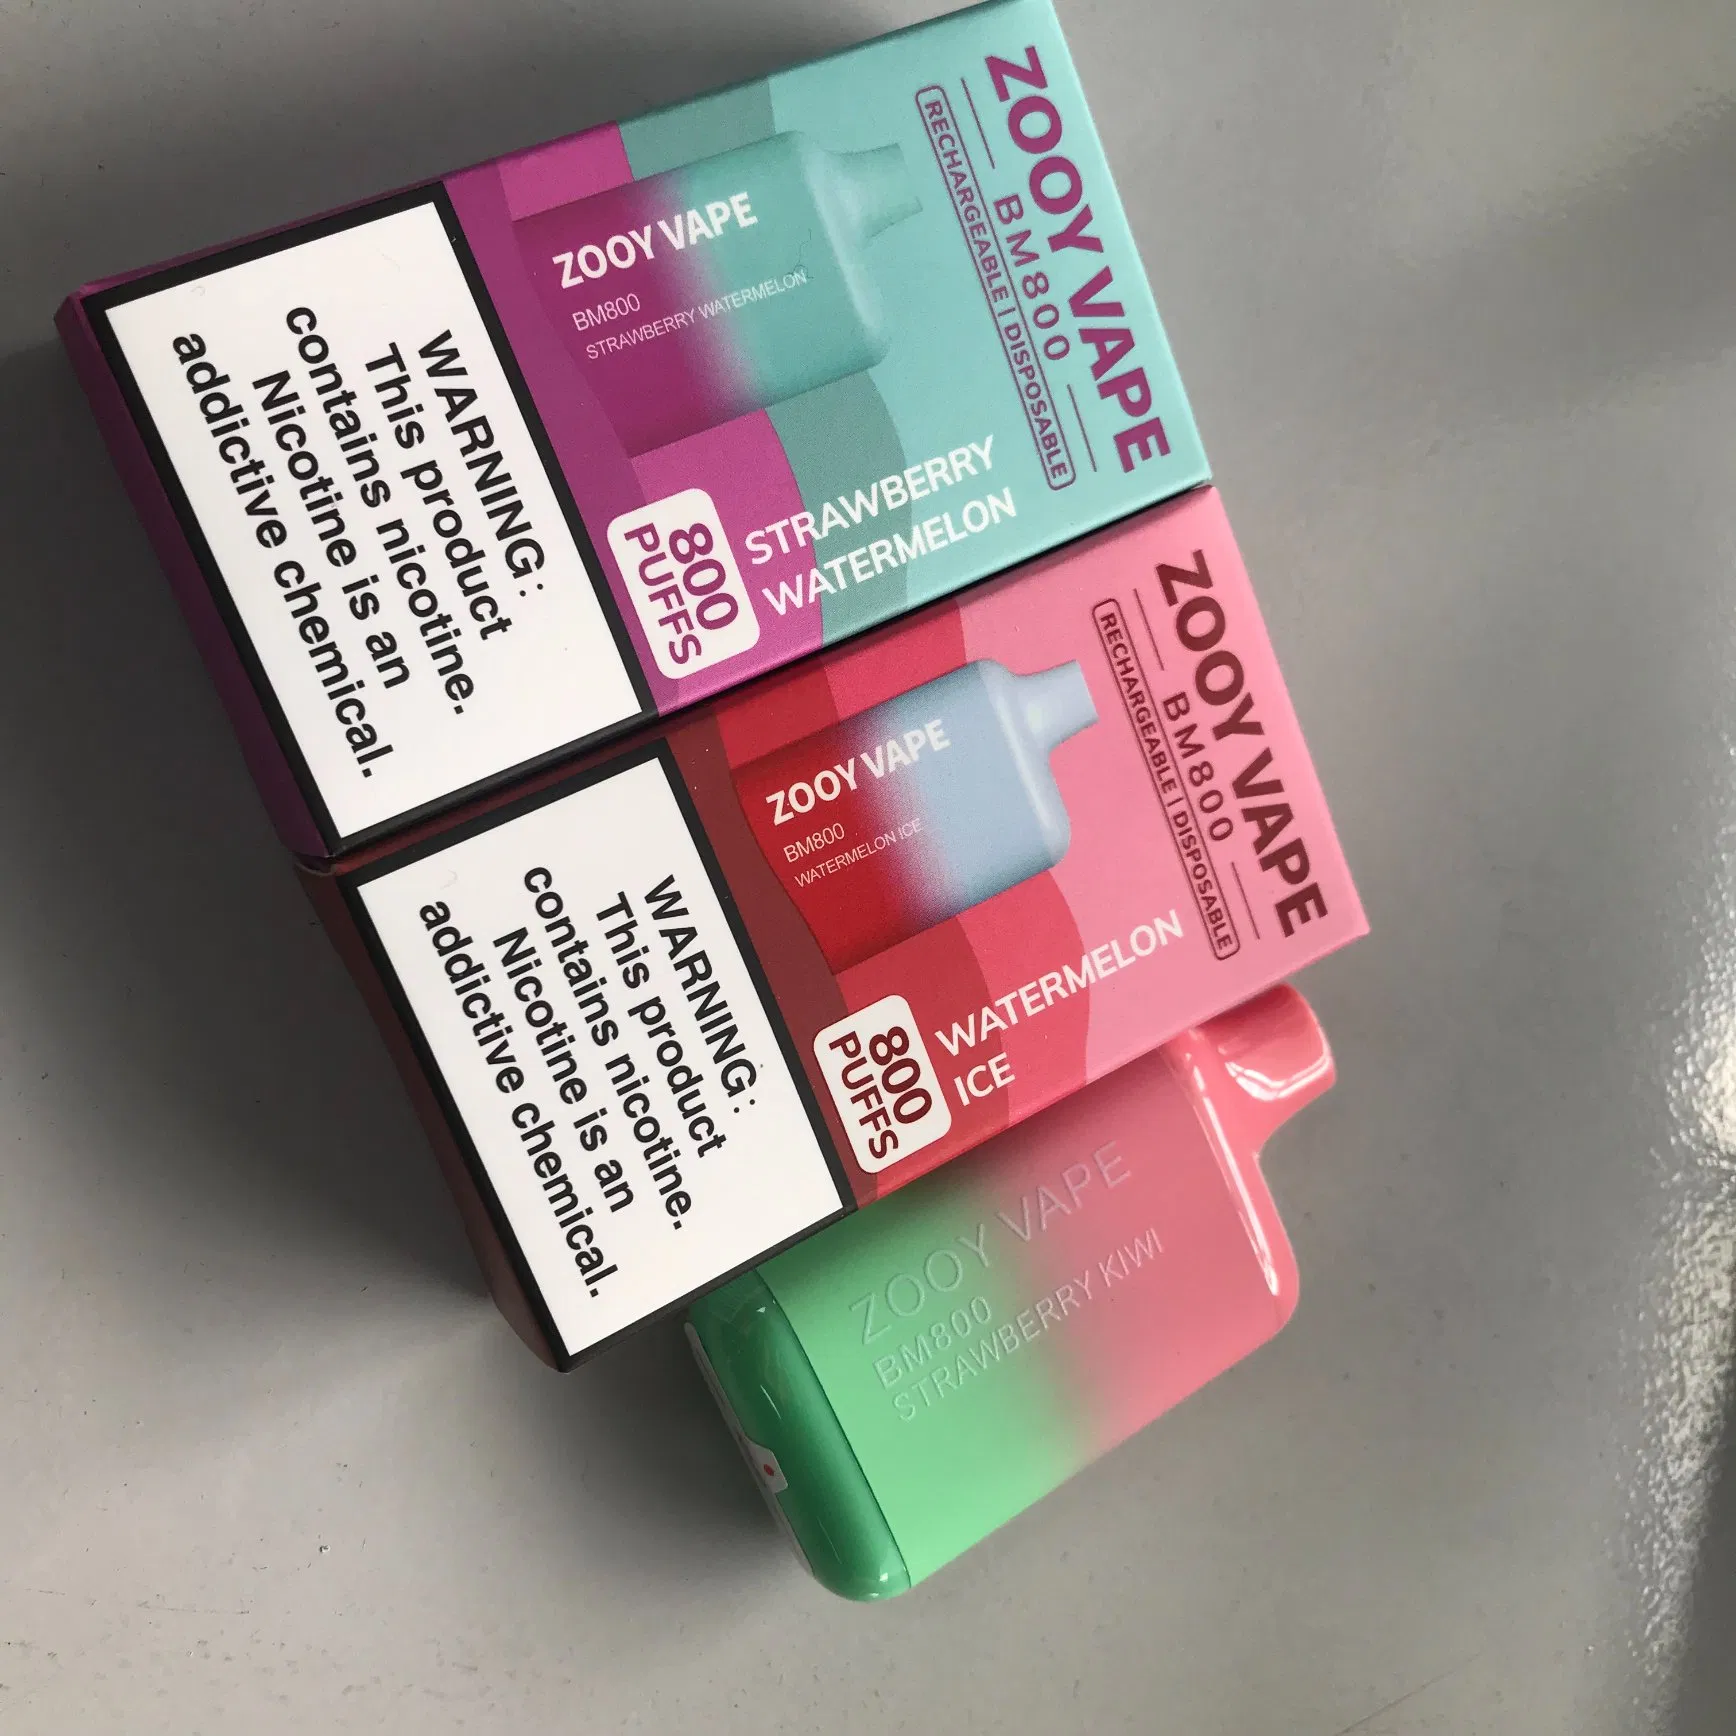 ZOOY VAPE
BM800
RECHARGEABLE | DISPOSABLE
ZOOY VAPE
BM800
STRAWBERRY WATERMELON
STRAWBERRY
WATERMELON
800
PUFFS
WARNING:
This product
contains nicotine.
Nicotine is an
addictive chemical.
ZOOY VAPE
BM800
RECHARGEABLE | DISPOSABLE
ZOOY VAPE
BM800
WATERMELON ICE
WATERMELON
ICE
800
PUFFS
WARNING:
This product
contains nicotine.
Nicotine is an
addictive chemical.
ZOOY VAPE
BM800
STRAWBERRY KIWI